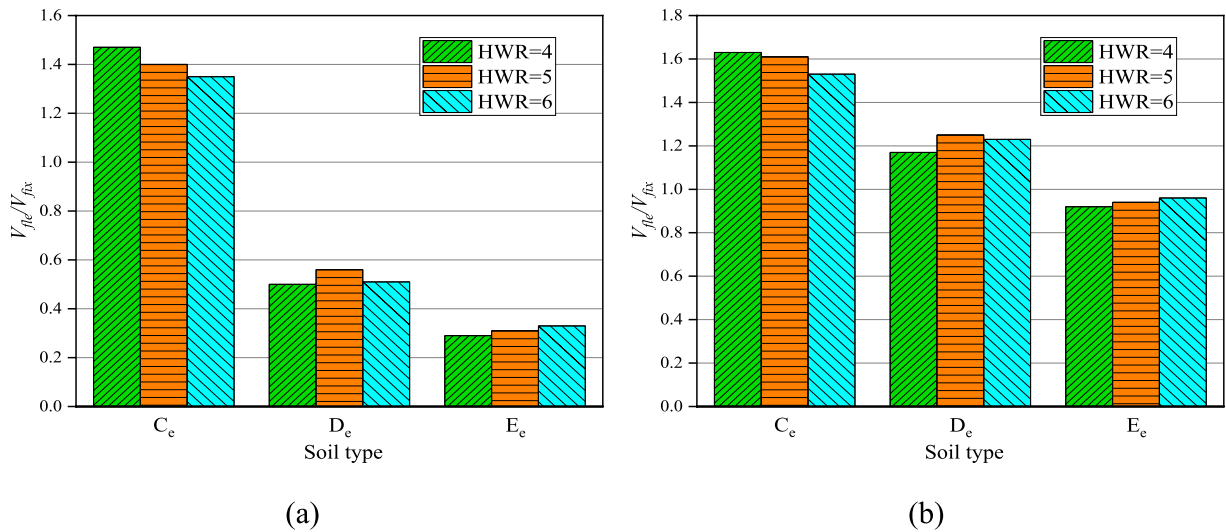 1.6
1.4
1.2
1.0
0.8
0.6
0.4
0.2
0.0
V_fle/V_fix
HWR=4
HWR=5
HWR=6
C_e D_e E_e
Soil type
(a)
1.8
1.6
1.4
1.2
1.0
0.8
0.6
0.4
0.2
0.0
V_fle/V_fix
HWR=4
HWR=5
HWR=6
C_e D_e E_e
Soil type
(b)